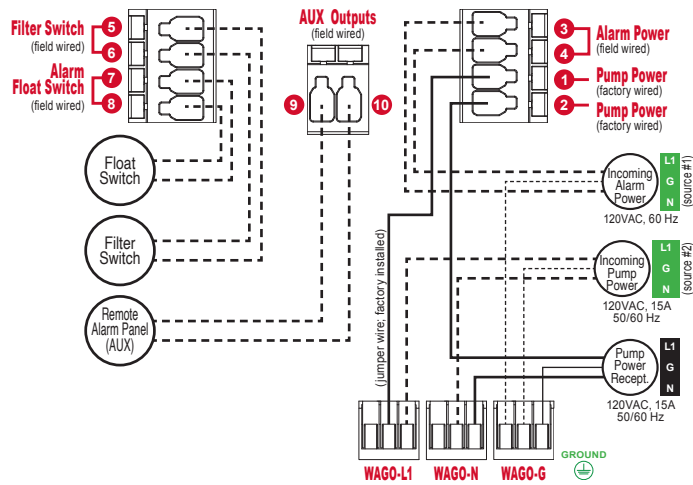 Filter Switch
(field wired)
5
6
Alarm
Float Switch
(field wired)
7
8
AUX Outputs
(field wired)
9
10
3
4
Alarm Power
(field wired)
1
Pump Power
(factory wired)
2
Pump Power
(factory wired)
Float
Switch
Filter
Switch
Remote
Alarm Panel
(AUX)
(jumper wire; factory installed)
Incoming
Alarm
Power
L1
G
N
(source #1)
120VAC, 60 Hz
Incoming
Pump
Power
L1
G
N
(source #2)
120VAC, 15A
50/60 Hz
Pump
Power
Recept.
L1
G
N
120VAC, 15A
50/60 Hz
WAGO-L1
WAGO-N
WAGO-G
GROUND